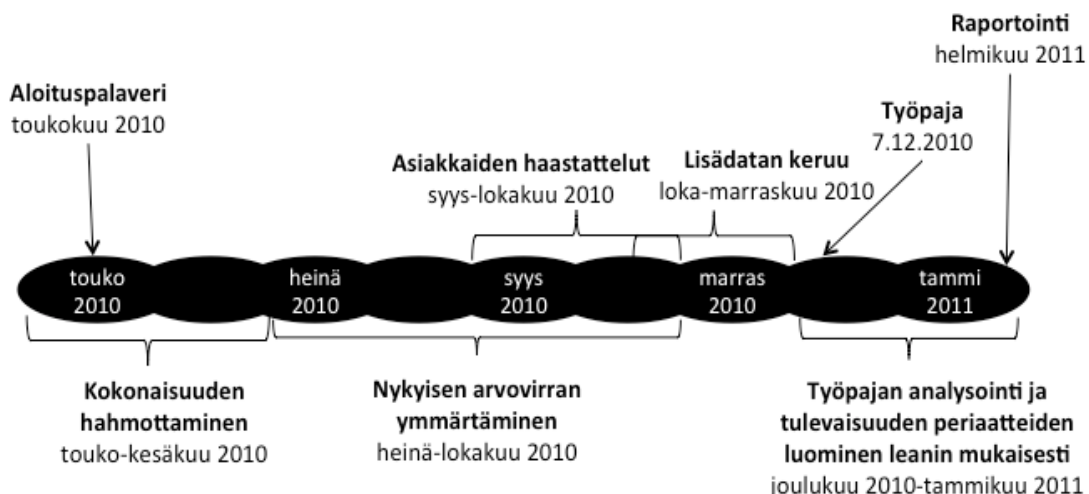 Raportointi
helmikuu 2011
Aloituspalaveri
toukokuu 2010
Työpaja
7.12.2010
Asiakkaiden haastattelut
syys-lokakuu 2010
Lisädatan keruu
loka-marraskuu 2010
touko
2010
heinä
2010
syys
2010
marras
2010
tammi
2011
Kokonaisuuden
hahmottaminen
touko-kesäkuu 2010
Nykyisen arvovirran
ymmärtäminen
heinä-lokakuu 2010
Työpajan analysointi ja
tulevaisuuden periaatteiden
luominen leanin mukaisesti
joulukuu 2010-tammikuu 2011